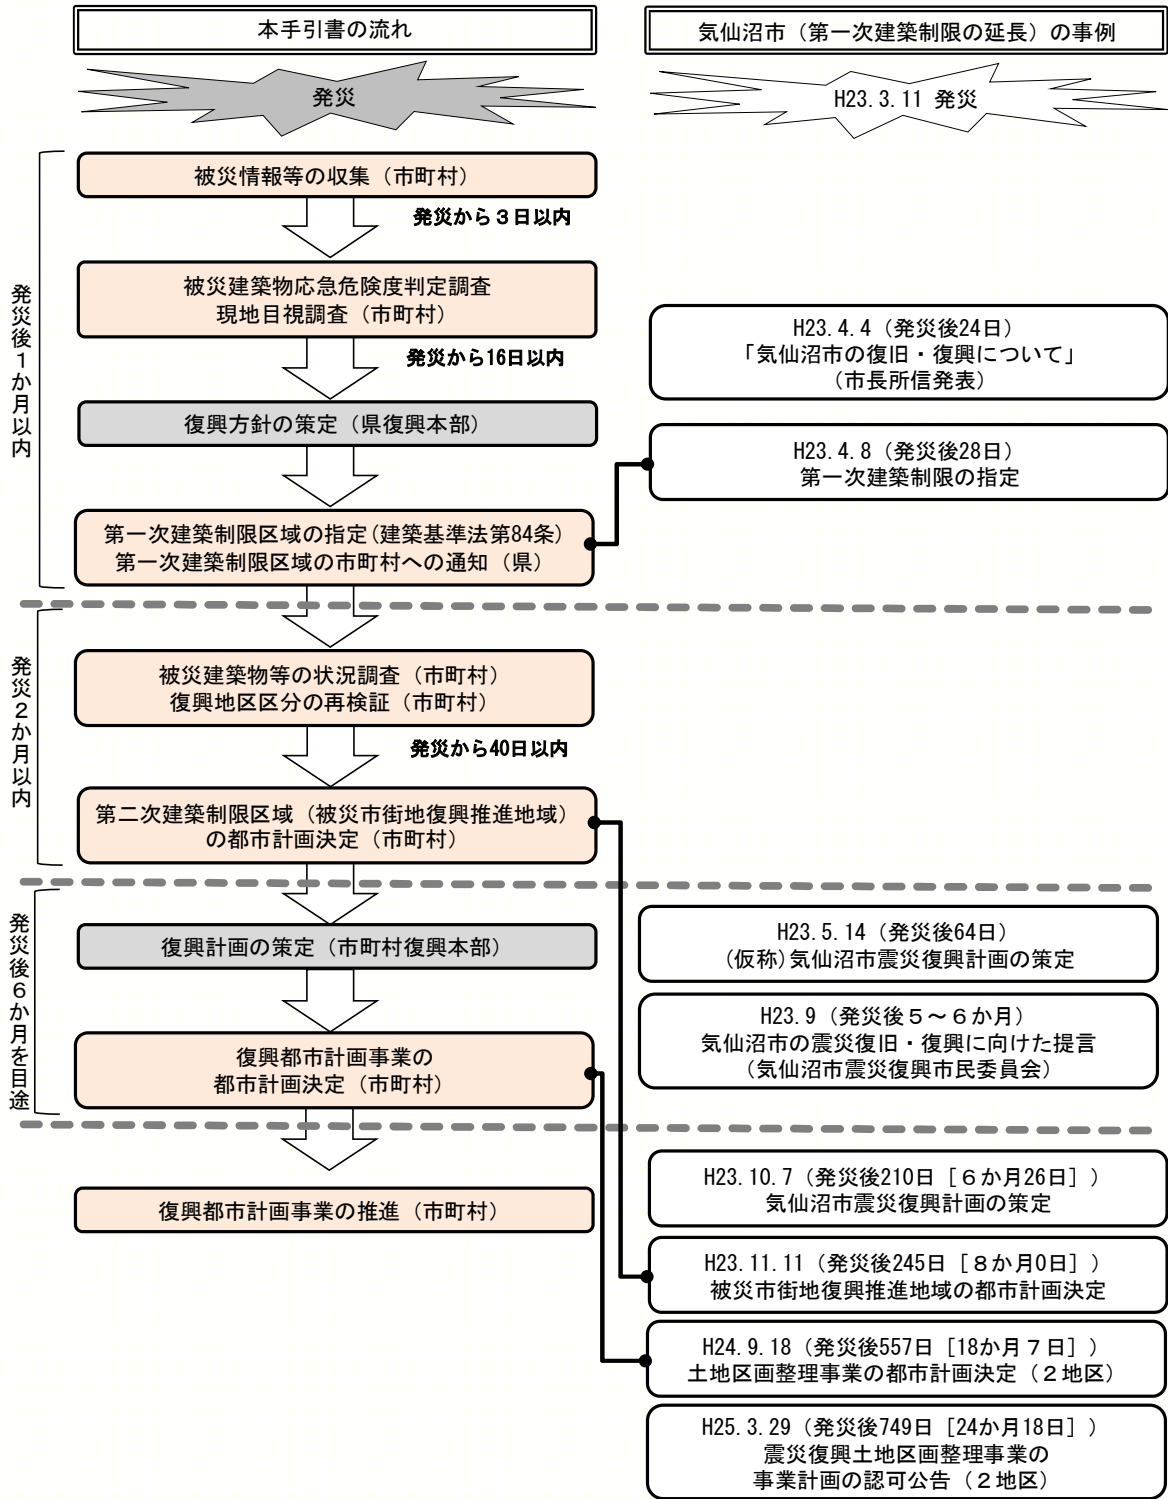 本手引書の流れ
発災
発災後1か月以内
被災情報等の収集（市町村）
発災から３日以内
被災建築物応急危険度判定調査
現地目視調査（市町村）
発災から16日以内
復興方針の策定（県復興本部）
第一次建築制限区域の指定(建築基準法第84条)
第一次建築制限区域の市町村への通知（県）
発災２か月以内
被災建築物等の状況調査（市町村）
復興地区区分の再検証（市町村）
発災から40日以内
第二次建築制限区域（被災市街地復興推進地域）
の都市計画決定（市町村）
発災後６か月を目途
復興計画の策定（市町村復興本部）
復興都市計画事業の
都市計画決定（市町村）
復興都市計画事業の推進（市町村）
気仙沼市（第一次建築制限の延長）の事例
H23.3.11 発災
H23.4.4（発災後24日）
「気仙沼市の復旧・復興について」
（市長所信発表）
H23.4.8（発災後28日）
第一次建築制限の指定
H23.5.14（発災後64日）
(仮称)気仙沼市震災復興計画の策定
H23.9（発災後５～６か月）
気仙沼市の震災復旧・復興に向けた提言
（気仙沼市震災復興市民委員会）
H23.10.7（発災後210日［６か月26日］）
気仙沼市震災復興計画の策定
H23.11.11（発災後245日［８か月0日］）
被災市街地復興推進地域の都市計画決定
H24.9.18（発災後557日［18か月７日］）
土地区画整理事業の都市計画決定（２地区）
H25.3.29（発災後749日［24か月18日］）
震災復興土地区画整理事業の
事業計画の認可公告（２地区）